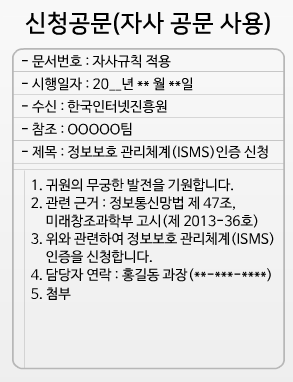 신청공문(자사 공문 사용)
- 문서번호 : 자사규칙 적용
- 시행일자 : 20__년 ** 월 **일
- 수신 : 한국인터넷진흥원
- 참조 : OOOOO팀
- 제목 : 정보보호 관리체계(ISMS)인증 신청
1. 귀원의 무궁한 발전을 기원합니다.
2. 관련 근거 : 정보통신망법 제 47조,
미래창조과학부 고시(제 2013-36호)
3. 위와 관련하여 정보보호 관리체계(ISMS)
인증을 신청합니다.
4. 담당자 연락 : 홍길동 과장(**-***-****)
5. 첨부